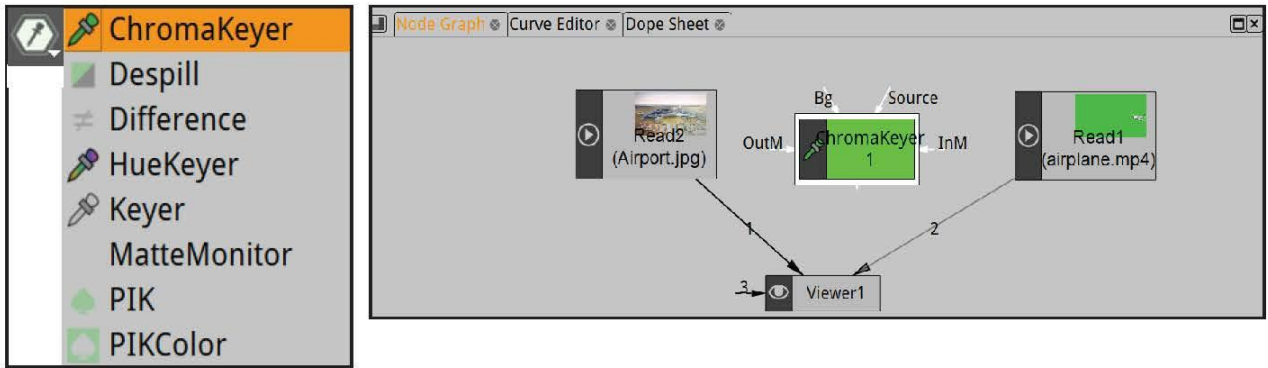 ChromaKeyer
Despill
Difference
HueKeyer
Keyer
MatteMonitor
PIK
PIKColor
Node Graph Curve Editor Dope Sheet
Bg Source
Read2
(Airport.jpg)
OutM
ChromaKeyer
1
InM
Read1
(airplane.mp4)
1
2
3
Viewer1